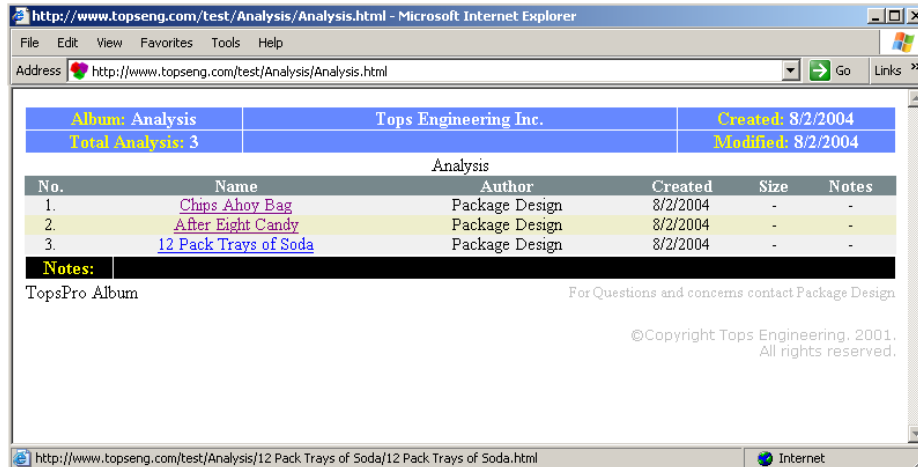 http://www.topseng.com/test/Analysis/Analysis.html - Microsoft Internet Explorer
File Edit View Favorites Tools Help
Address http://www.topseng.com/test/Analysis/Analysis.html Go Links »
Album: Analysis Tops Engineering Inc. Created: 8/2/2004
Total Analysis: 3 Modified: 8/2/2004
Analysis
No. Name Author Created Size Notes
1. Chips Ahoy Bag Package Design 8/2/2004 - -
2. After Eight Candy Package Design 8/2/2004 - -
3. 12 Pack Trays of Soda Package Design 8/2/2004 - -
Notes:
TopsPro Album For Questions and concerns contact Package Design
©Copyright Tops Engineering. 2001.
All rights reserved.
http://www.topseng.com/test/Analysis/12 Pack Trays of Soda/12 Pack Trays of Soda.html Internet